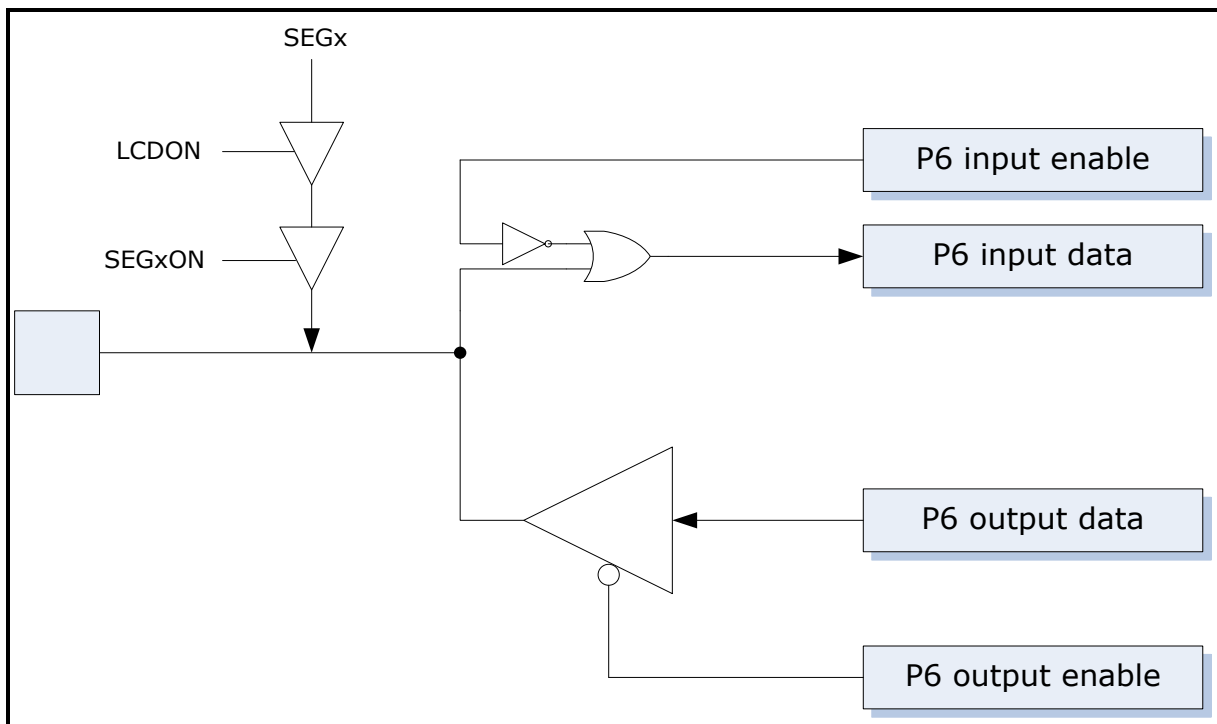 SEGx
LCDON
SEGxON
P6 input enable
P6 input data
P6 output data
P6 output enable